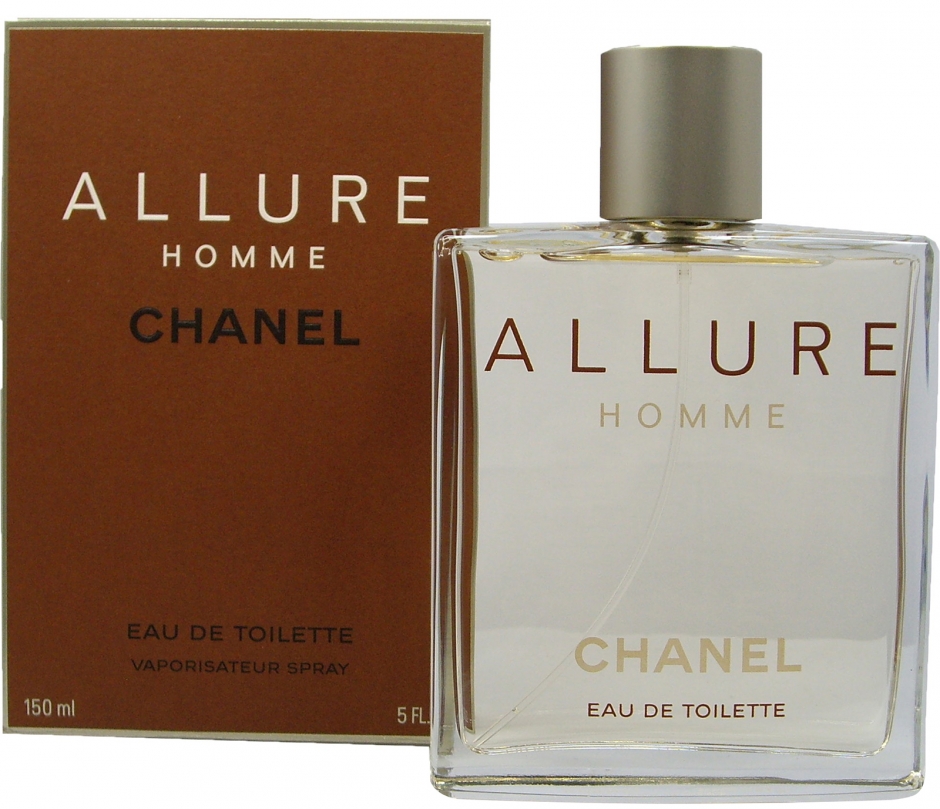 ALLURE
HOMME
CHANEL
EAU DE TOILETTE
VAPORISATEUR SPRAY
150 ml
5 FL.
ALLURE
HOMME
CHANEL
EAU DE TOILETTE